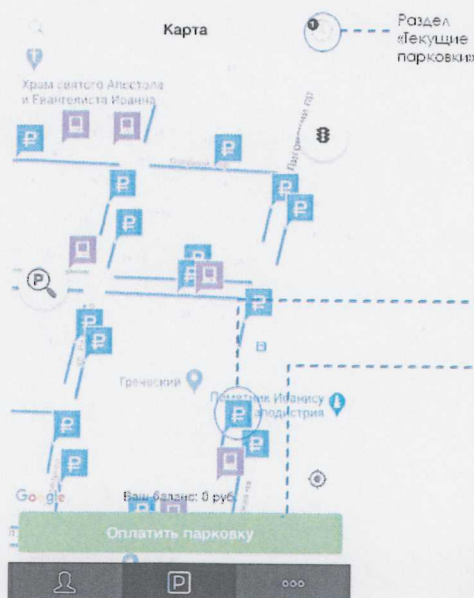 Карта
Раздел
«Текущие
парковки»
Храм святого Апостола
и Евангелиста Иоанна
Греческий
Памятник Иоанису
Google
Ваш баланс: 0 руб.
Оплатить парковку